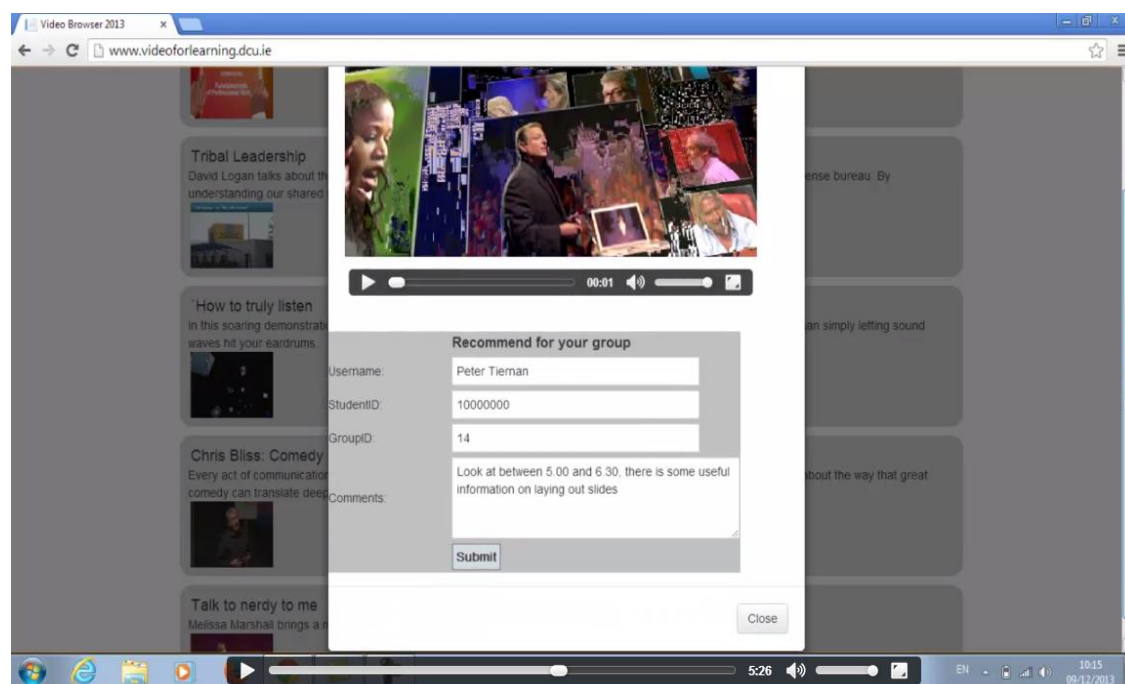 Video Browser 2013
www.videoforlearning.dcu.ie
Tribal Leadership
David Logan talks about th
ense bureau. By
understanding our shared
00:01
`How to truly listen
In this soaring demonstrati
an simply letting sound
waves hit your eardrums.
Recommend for your group
Username:
Peter Tiernan
StudentID:
10000000
GroupID:
14
Chris Bliss: Comedy
Every act of communication
about the way that great
comedy can translate deep
Comments:
Look at between 5.00 and 6.30, there is some useful
information on laying out slides
Submit
Talk to nerdy to me
Melissa Marshall brings a
Close
5:26
EN
10:15
09/12/2013